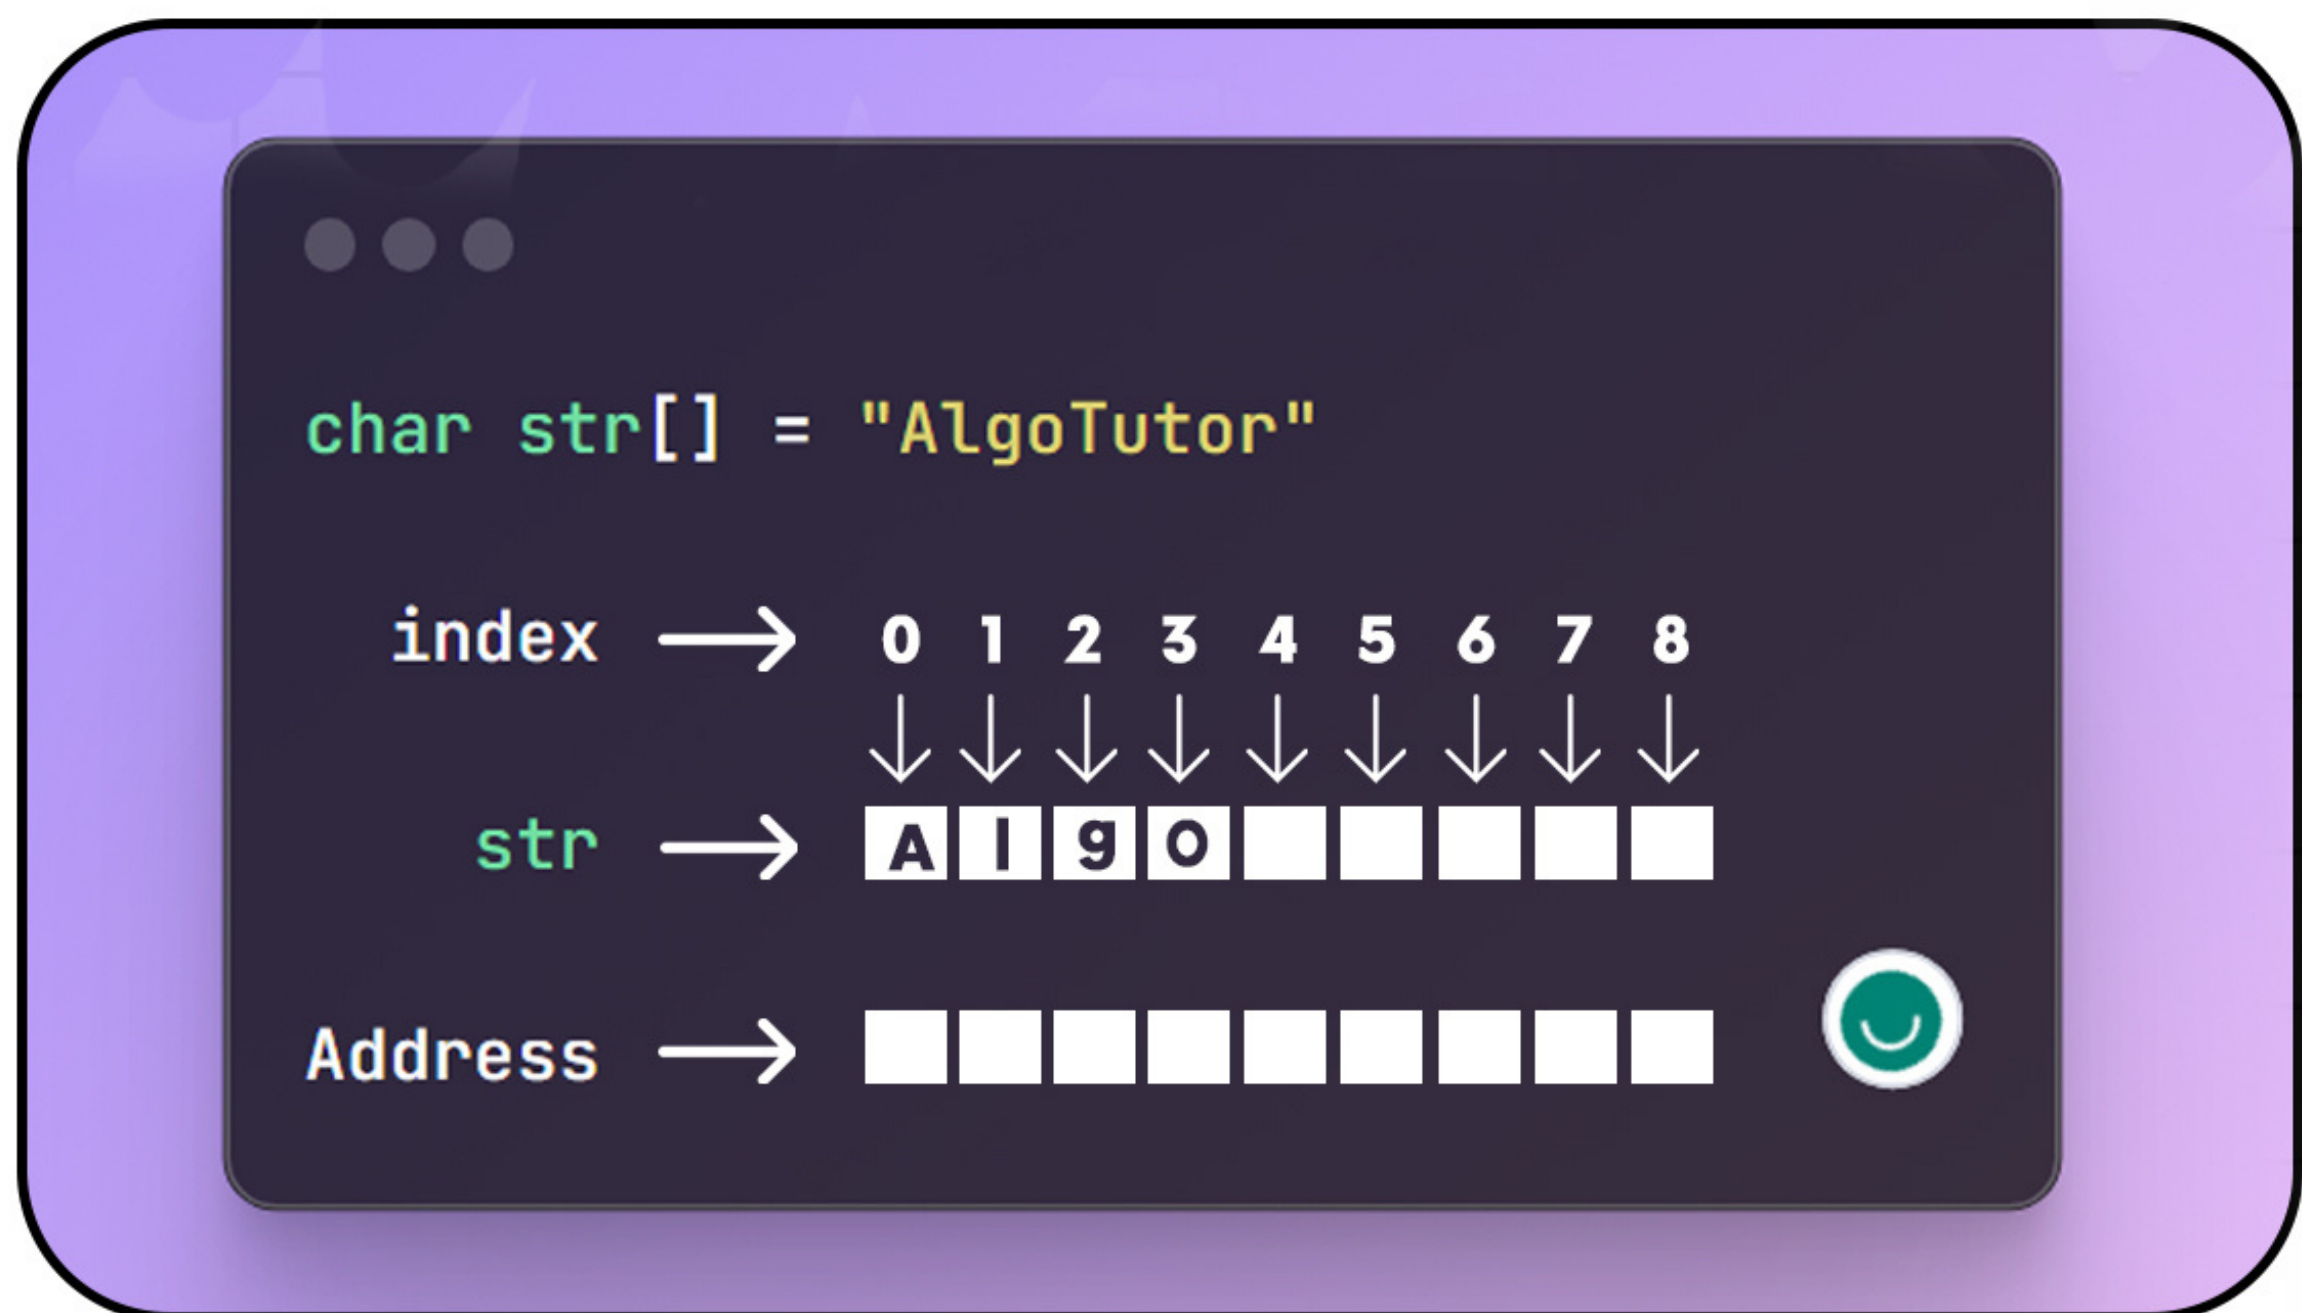 char str[] = "AlgoTutor"
index → 0 1 2 3 4 5 6 7 8
str → A l g o
Address →